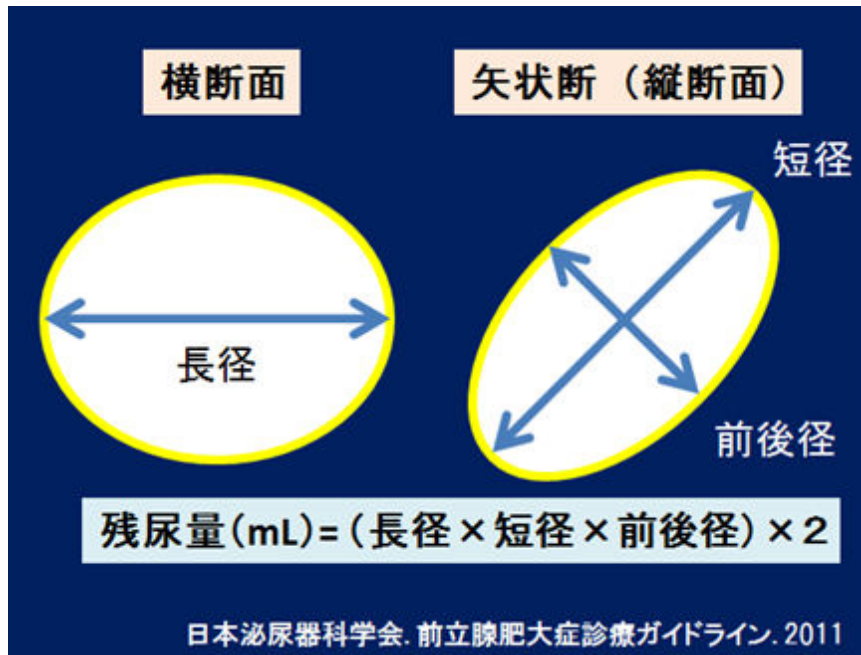 横断面
矢状断（縦断面）
短径
長径
前後径
残尿量(mL)=(長径×短径×前後径)×2
日本泌尿器科学会.前立腺肥大症診療ガイドライン.2011